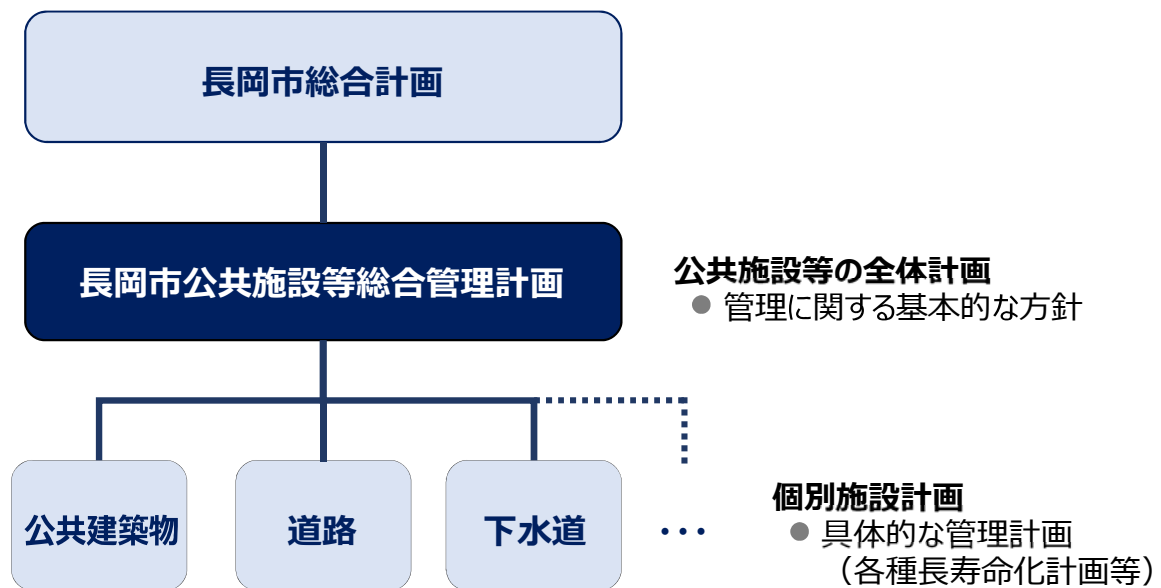 長岡市総合計画
長岡市公共施設等総合管理計画
公共施設等の全体計画
● 管理に関する基本的な方針
公共建築物
道路
下水道
･･･
個別施設計画
● 具体的な管理計画
（各種長寿命化計画等）